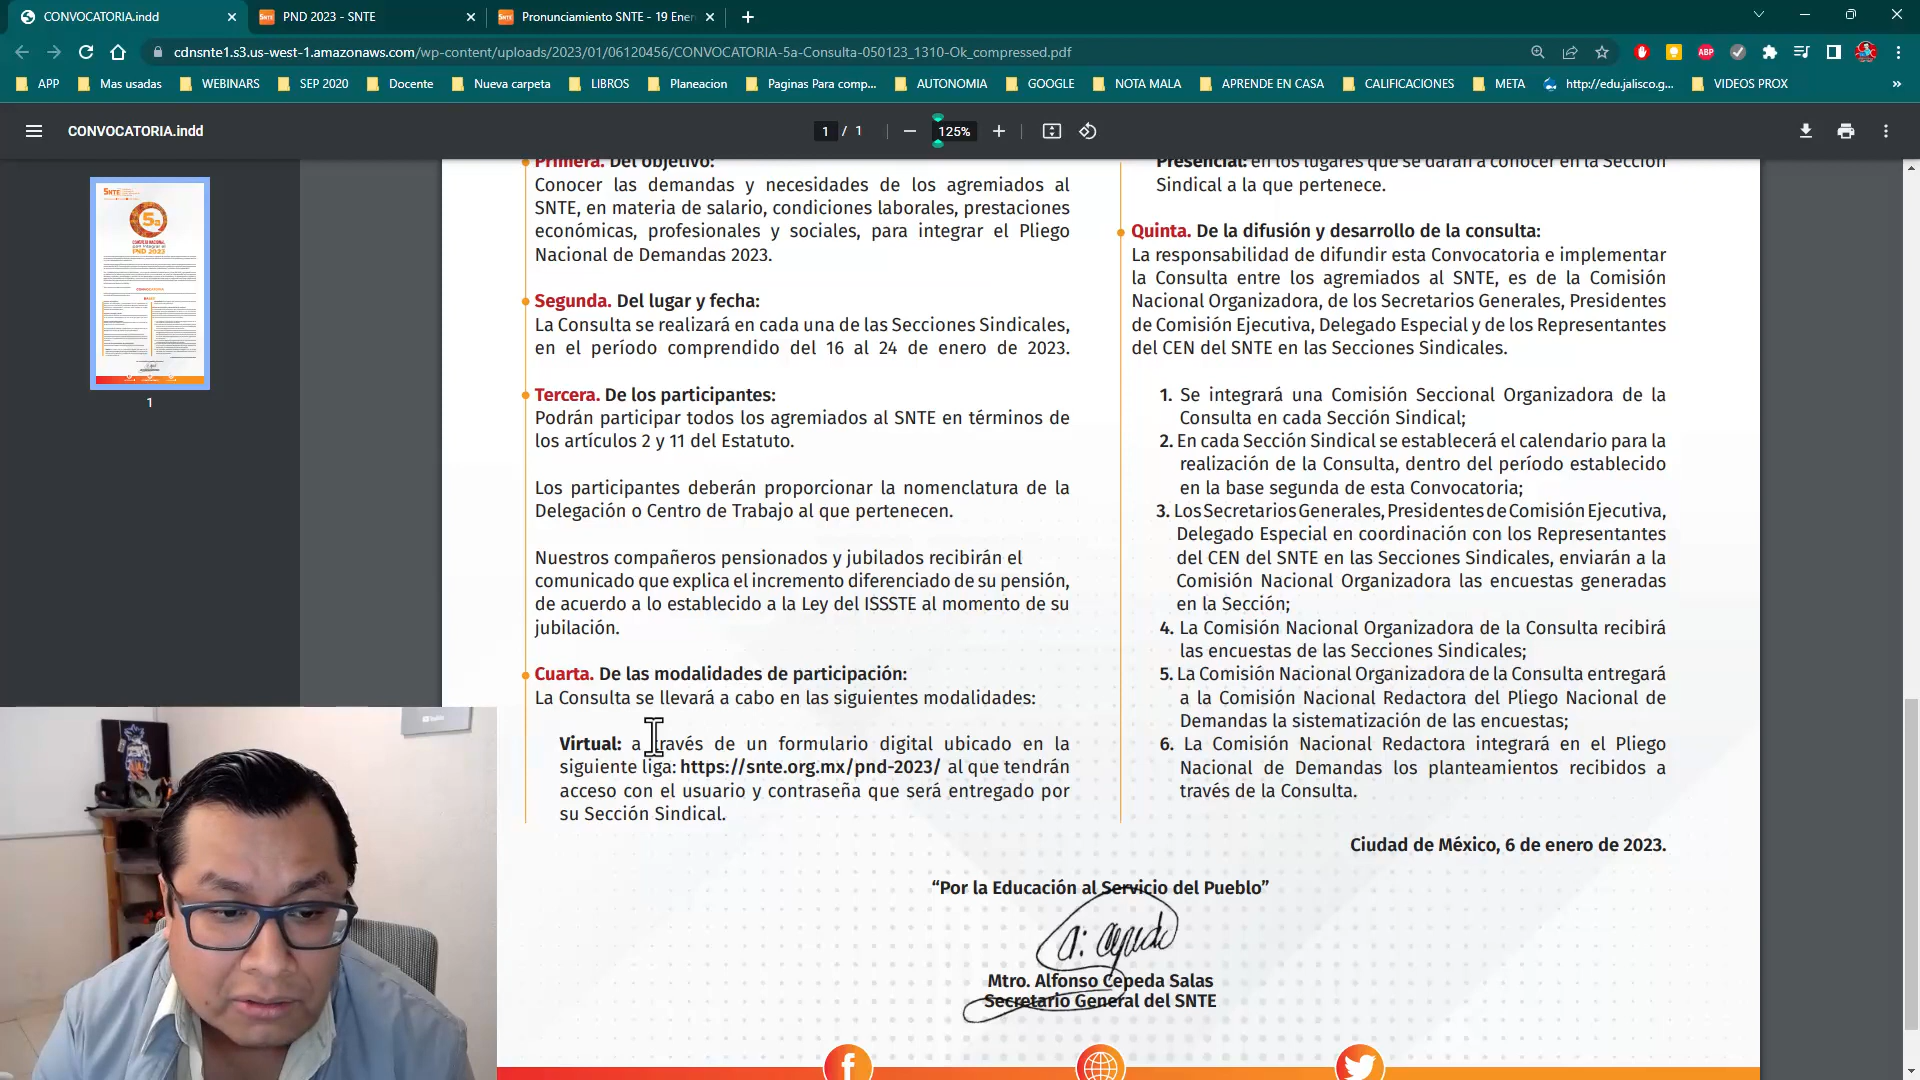 CONVOCATORIA.indd
PND 2023 - SNTE
Pronunciamiento SNTE - 19 Ener
cdnsnte1.s3.us-west-1.amazonaws.com/wp-content/uploads/2023/01/06120456/CONVOCATORIA-5a-Consulta-050123_1310-Ok_compressed.pdf
APP
Mas usadas
WEBINARS
SEP 2020
Docente
Nueva carpeta
LIBROS
Planeacion
Paginas Para comp...
AUTONOMIA
GOOGLE
NOTA MALA
APRENDE EN CASA
CALIFICACIONES
META
http://edu.jalisco.g...
VIDEOS PROX
»
CONVOCATORIA.indd
1 / 1
125%
1
Primera. Del objetivo:
Conocer las demandas y necesidades de los agremiados al
SNTE, en materia de salario, condiciones laborales, prestaciones
económicas, profesionales y sociales, para integrar el Pliego
Nacional de Demandas 2023.
Segunda. Del lugar y fecha:
La Consulta se realizará en cada una de las Secciones Sindicales,
en el período comprendido del 16 al 24 de enero de 2023.
Tercera. De los participantes:
Podrán participar todos los agremiados al SNTE en términos de
los artículos 2 y 11 del Estatuto.
Los participantes deberán proporcionar la nomenclatura de la
Delegación o Centro de Trabajo al que pertenecen.
Nuestros compañeros pensionados y jubilados recibirán el
comunicado que explica el incremento diferenciado de su pensión,
de acuerdo a lo establecido a la Ley del ISSSTE al momento de su
jubilación.
Cuarta. De las modalidades de participación:
La Consulta se llevará a cabo en las siguientes modalidades:
Virtual: a través de un formulario digital ubicado en la
siguiente liga: https://snte.org.mx/pnd-2023/ al que tendrán
acceso con el usuario y contraseña que será entregado por
su Sección Sindical.
Presencial: en los lugares que se darán a conocer en la Sección
Sindical a la que pertenece.
Quinta. De la difusión y desarrollo de la consulta:
La responsabilidad de difundir esta Convocatoria e implementar
la Consulta entre los agremiados al SNTE, es de la Comisión
Nacional Organizadora, de los Secretarios Generales, Presidentes
de Comisión Ejecutiva, Delegado Especial y de los Representantes
del CEN del SNTE en las Secciones Sindicales.
1. Se integrará una Comisión Seccional Organizadora de la
Consulta en cada Sección Sindical;
2. En cada Sección Sindical se establecerá el calendario para la
realización de la Consulta, dentro del período establecido
en la base segunda de esta Convocatoria;
3. Los Secretarios Generales, Presidentes de Comisión Ejecutiva,
Delegado Especial en coordinación con los Representantes
del CEN del SNTE en las Secciones Sindicales, enviarán a la
Comisión Nacional Organizadora las encuestas generadas
en la Sección;
4. La Comisión Nacional Organizadora de la Consulta recibirá
las encuestas de las Secciones Sindicales;
5. La Comisión Nacional Organizadora de la Consulta entregará
a la Comisión Nacional Redactora del Pliego Nacional de
Demandas la sistematización de las encuestas;
6. La Comisión Nacional Redactora integrará en el Pliego
Nacional de Demandas los planteamientos recibidos a
través de la Consulta.
Ciudad de México, 6 de enero de 2023.
“Por la Educación al Servicio del Pueblo”
Mtro. Alfonso Cepeda Salas
Secretario General del SNTE